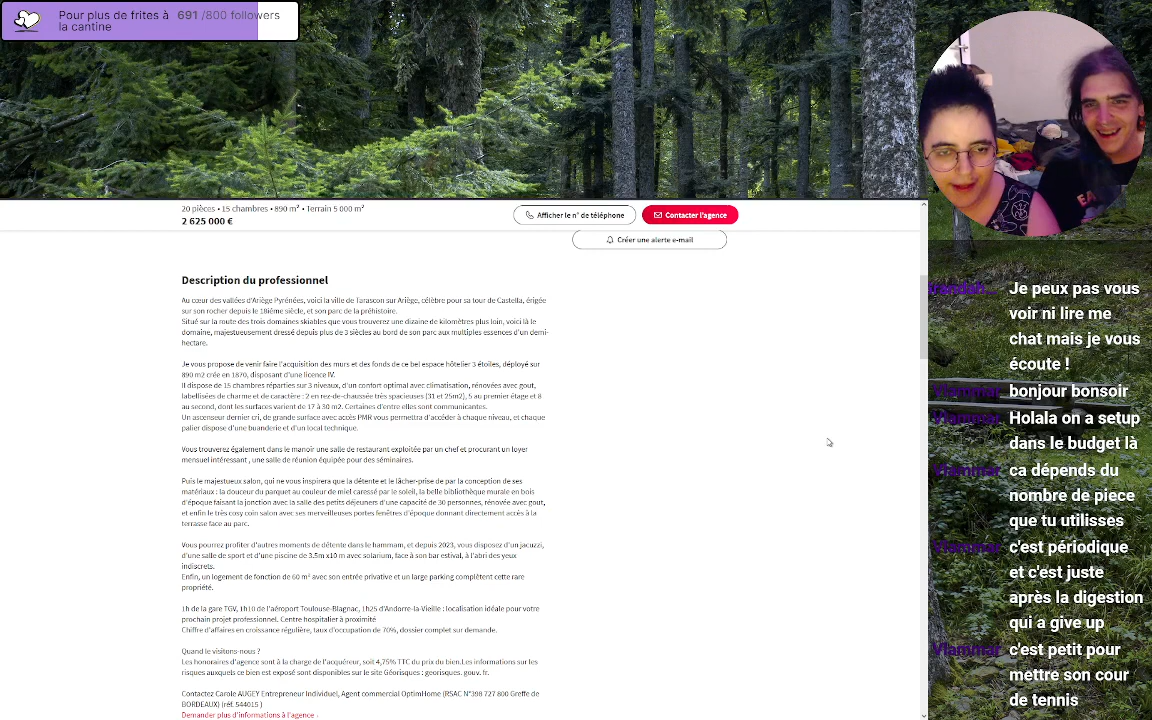 Pour plus de frites à
la cantine
691 /800 followers
20 pièces • 15 chambres • 890 m² • Terrain 5 000 m²
2 625 000 €
Afficher le n° de téléphone
Contacter l'agence
Créer une alerte e-mail
Description du professionnel
Au cœur des vallées d'Ariège Pyrénées, voici la ville de Tarascon sur Ariège, célèbre pour sa tour de Castella, érigée
sur son rocher depuis le 18ième siècle, et son parc de la préhistoire.
Situé sur la route des trois domaines skiables que vous trouverez une dizaine de kilomètres plus loin, voici là le
domaine, majestueusement dressé depuis plus de 3 siècles au bord de son parc aux multiples essences d'un demi-
hectare.
Je vous propose de venir faire l'acquisition des murs et des fonds de ce bel espace hôtelier 3 étoiles, déployé sur
890 m2 crée en 1870, disposant d'une licence IV.
Il dispose de 15 chambres réparties sur 3 niveaux, d'un confort optimal avec climatisation, rénovées avec gout,
labellisées de charme et de caractère : 2 en rez-de-chaussée très spacieuses (31 et 25m2), 5 au premier étage et 8
au second, dont les surfaces varient de 17 à 30 m2. Certaines d'entre elles sont communicantes.
Un ascenseur dernier cri, de grande surface avec accès PMR vous permettra d'accéder à chaque niveau, et chaque
palier dispose d'une buanderie et d'un local technique.
Vous trouverez également dans le manoir une salle de restaurant exploitée par un chef et procurant un loyer
mensuel intéressant , une salle de réunion équipée pour des séminaires.
Puis le majestueux salon, qui ne vous inspirera que la détente et le lâcher-prise de par la conception de ses
matériaux : la douceur du parquet au couleur de miel caressé par le soleil, la belle bibliothèque murale en bois
d'époque faisant la jonction avec la salle des petits déjeuners d'une capacité de 30 personnes, rénovée avec gout,
et enfin le très cosy coin salon avec ses merveilleuses portes fenêtres d'époque donnant directement accès à la
terrasse face au parc.
Vous pourrez profiter d'autres moments de détente dans le hammam, et depuis 2023, vous disposez d'un jacuzzi,
d'une salle de sport et d'une piscine de 3.5m x10 m avec solarium, face à son bar estival, à l'abri des yeux
indiscrets.
Enfin, un logement de fonction de 60 m² avec son entrée privative et un large parking complètent cette rare
propriété.
1h de la gare TGV, 1h10 de l'aéroport Toulouse-Blagnac, 1h25 d'Andorre-la-Vieille : localisation idéale pour votre
prochain projet professionnel. Centre hospitalier à proximité
Chiffre d'affaires en croissance régulière, taux d'occupation de 70%, dossier complet sur demande.
Quand le visitons-nous ?
Les honoraires d'agence sont à la charge de l'acquéreur, soit 4,75% TTC du prix du bien.Les informations sur les
risques auxquels ce bien est exposé sont disponibles sur le site Géorisques : georisques. gouv. fr.
Contactez Carole AUGEY Entrepreneur Individuel, Agent commercial OptimHome (RSAC N°398 727 800 Greffe de
BORDEAUX) (réf. 544015 )
Demander plus d'informations à l'agence
Je peux pas vous
voir ni lire me
chat mais je vous
écoute !
Vlammar bonjour bonsoir
Vlammar Holala on a setup
dans le budget là
Vlammar ca dépends du
nombre de piece
que tu utilisses
Vlammar c'est périodique
et c'est juste
après la digestion
qui a give up
Vlammar c'est petit pour
mettre son cour
de tennis